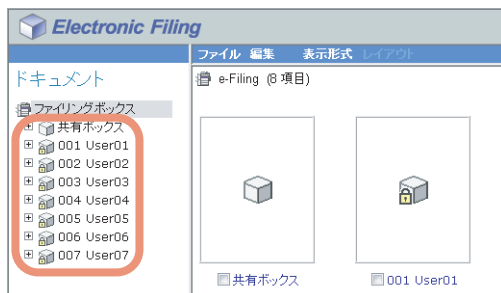 Electronic Filing
ファイル 編集 表示形式 レイアウト
ドキュメント
e-Filing (8 項目)
ファイリングボックス
共有ボックス
001 User01
002 User02
003 User03
004 User04
005 User05
006 User06
007 User07
共有ボックス
001 User01